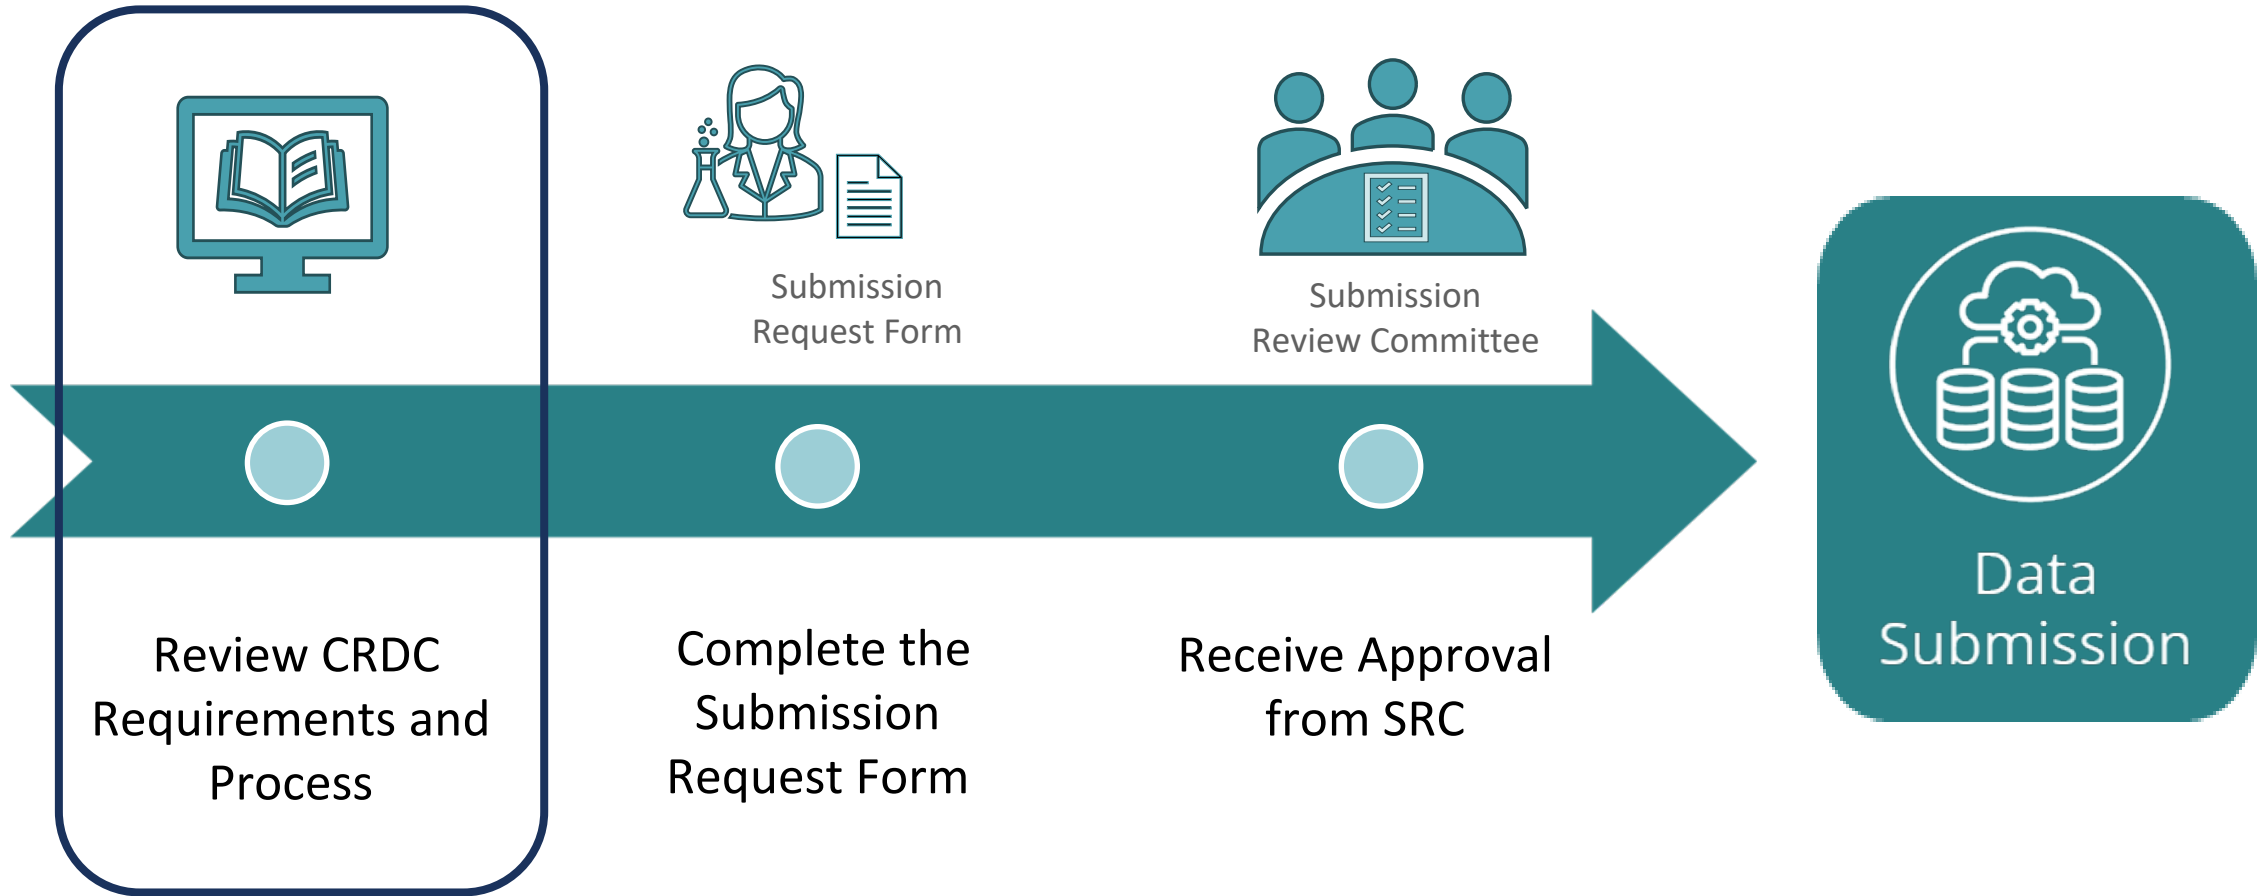 Submission
Request Form
Submission
Review Committee
Review CRDC
Requirements and
Process
Complete the
Submission
Request Form
Receive Approval
from SRC
Data
Submission